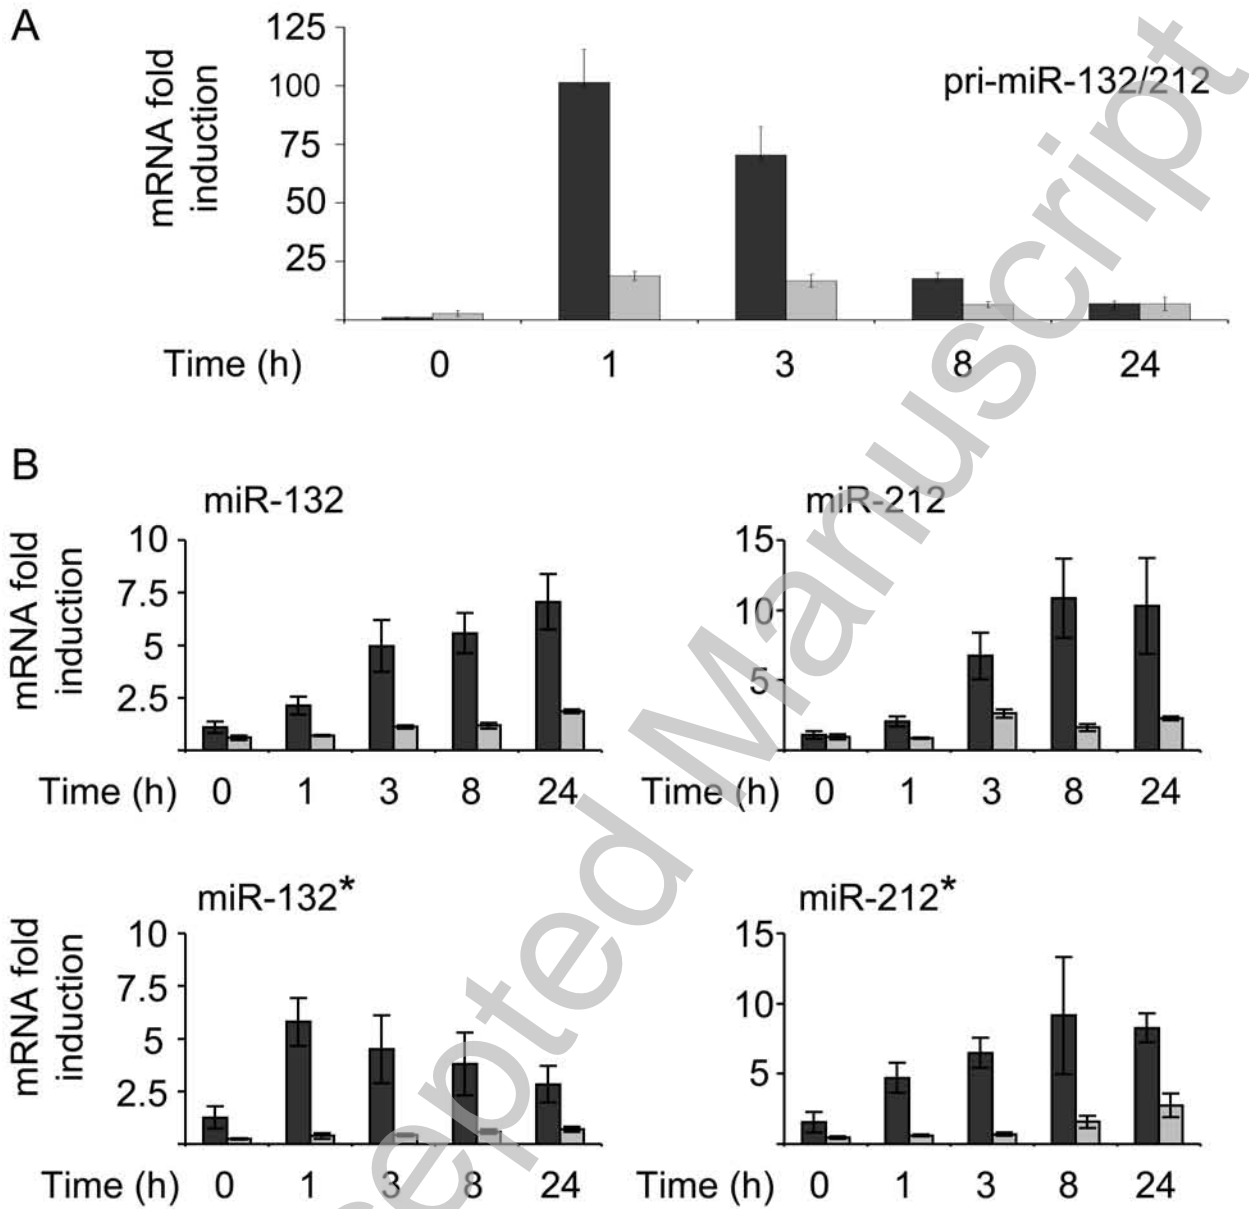 A
125
100
75
50
25
mRNA fold
induction
pri-miR-132/212
Time (h) 0 1 3 8 24
B
miR-132
10
7.5
5
2.5
mRNA fold
induction
Time (h) 0 1 3 8 24
miR-212
15
10
5
Time (h) 0 1 3 8 24
miR-132*
10
7.5
5
2.5
mRNA fold
induction
Time (h) 0 1 3 8 24
miR-212*
15
10
5
Time (h) 0 1 3 8 24
epted Manuscript